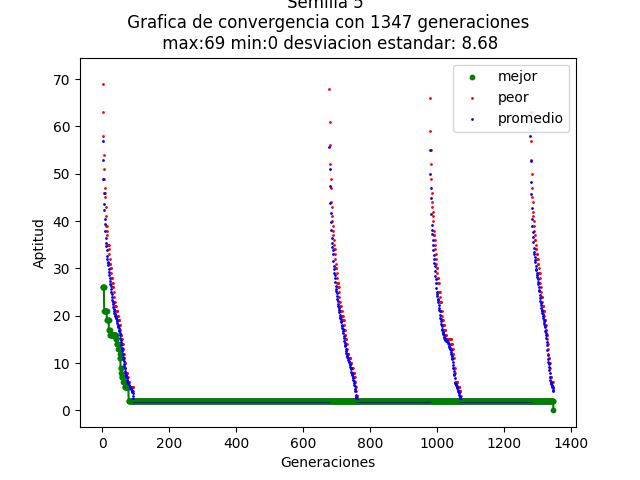 Semilla 5
Grafica de convergencia con 1347 generaciones
max:69 min:0 desviacion estandar: 8.68
mejor
peor
promedio
70
60
50
40
30
20
10
0
Aptitud
0 200 400 600 800 1000 1200 1400
Generaciones